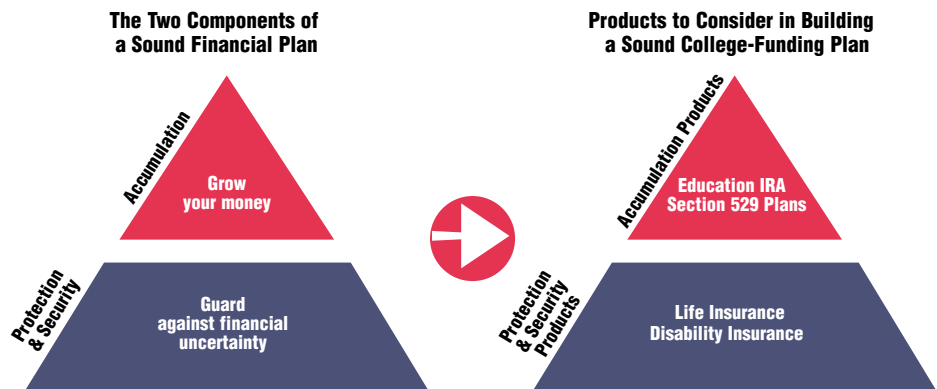 The Two Components of
a Sound Financial Plan
Accumulation
Grow
your money
Protection
& Security
Guard
against financial
uncertainty
Products to Consider in Building
a Sound College-Funding Plan
Accumulation Products
Education IRA
Section 529 Plans
Protection
& Security
Products
Life Insurance
Disability Insurance